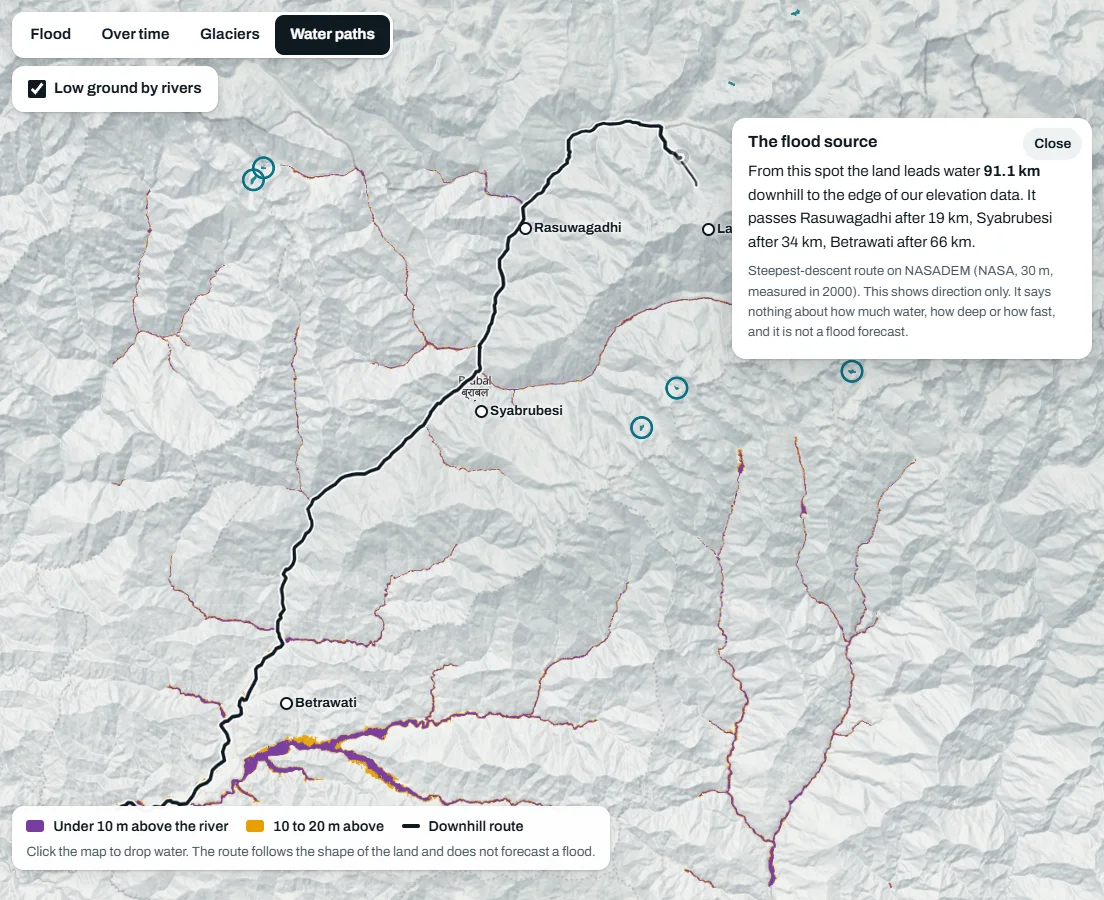 Flood Over time Glaciers Water paths
Low ground by rivers
The flood source
Close
From this spot the land leads water 91.1 km
downhill to the edge of our elevation data. It
passes Rasuwagadhi after 19 km, Syabrubesi
after 34 km, Betrawati after 66 km.
Steepest-descent route on NASADEM (NASA, 30 m,
measured in 2000). This shows direction only. It says
nothing about how much water, how deep or how fast,
and it is not a flood forecast.
Rasuwagadhi
La
ब्राबल
Syabrubesi
Betrawati
Under 10 m above the river 10 to 20 m above Downhill route
Click the map to drop water. The route follows the shape of the land and does not forecast a flood.